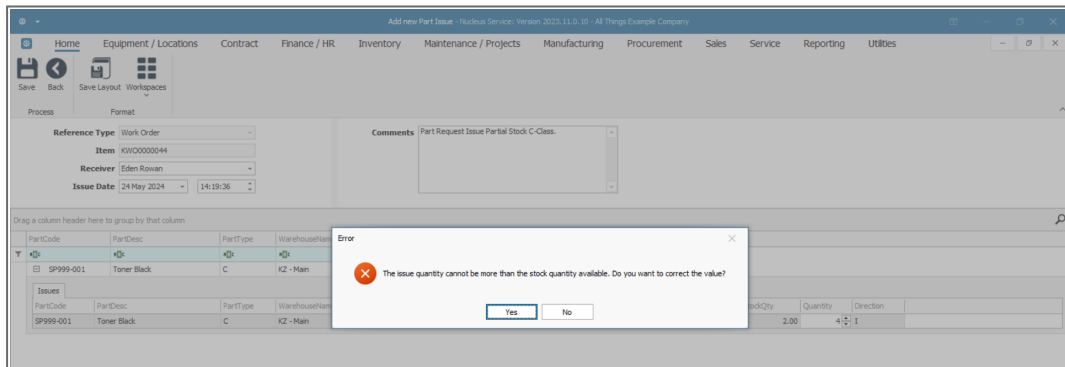 Add new Part Issue - Nucleus Service: Version 2023.11.0.10 - All Things Example Company
Home Equipment / Locations Contract Finance / HR Inventory Maintenance / Projects Manufacturing Procurement Sales Service Reporting Utilities
Save Back Save Layout Workspaces
Process Format
Reference Type Work Order
Item KWO0000044
Receiver Eden Rowan
Issue Date 24 May 2024 14:19:36
Comments Part Request Issue Partial Stock C-Class.
Drag a column header here to group by that column
PartCode PartDesc PartType WarehouseNam
SP999-001 Toner Black C KZ - Main
Issues
PartCode PartDesc PartType WarehouseNam tockQty Quantity Direction
SP999-001 Toner Black C KZ - Main 2.00 4 I
Error
The issue quantity cannot be more than the stock quantity available. Do you want to correct the value?
Yes No